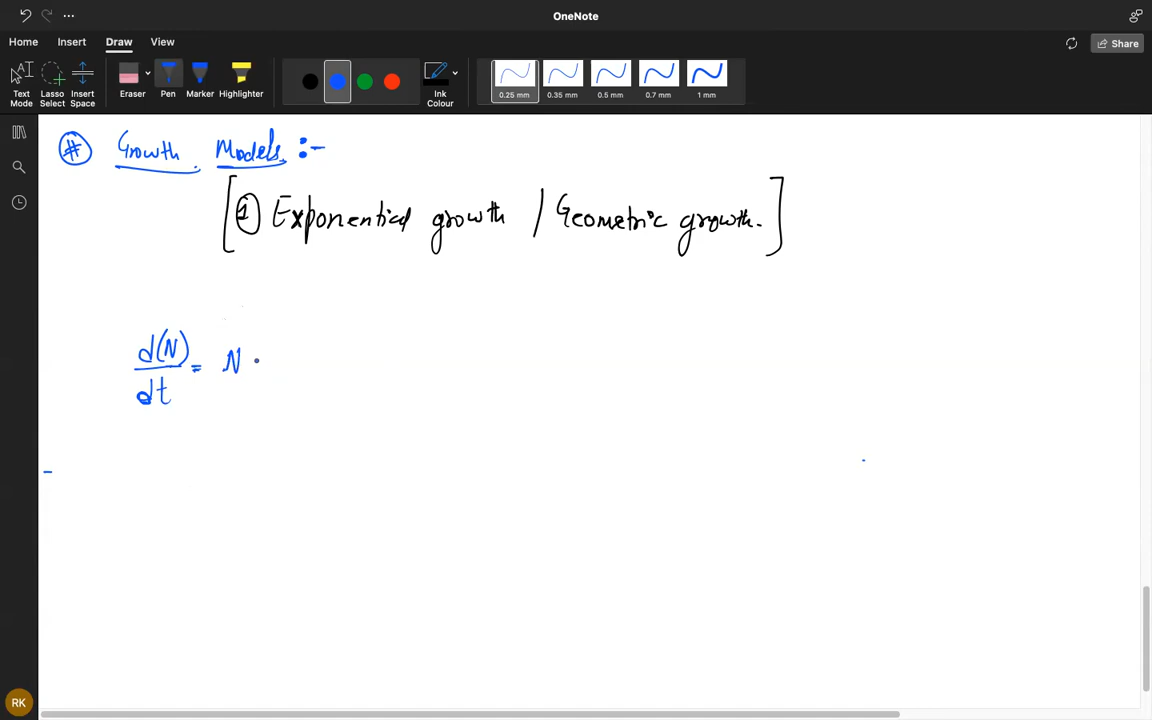 OneNote
Home Insert Draw View
Share
Text Mode
Lasso Select
Insert Space
Eraser
Pen
Marker
Highlighter
Ink Colour
0.25 mm 0.35 mm 0.5 mm 0.7 mm 1 mm
# Growth Models :-
[① Exponential growth / Geometric growth.]
d(N)/dt = N ·
RK